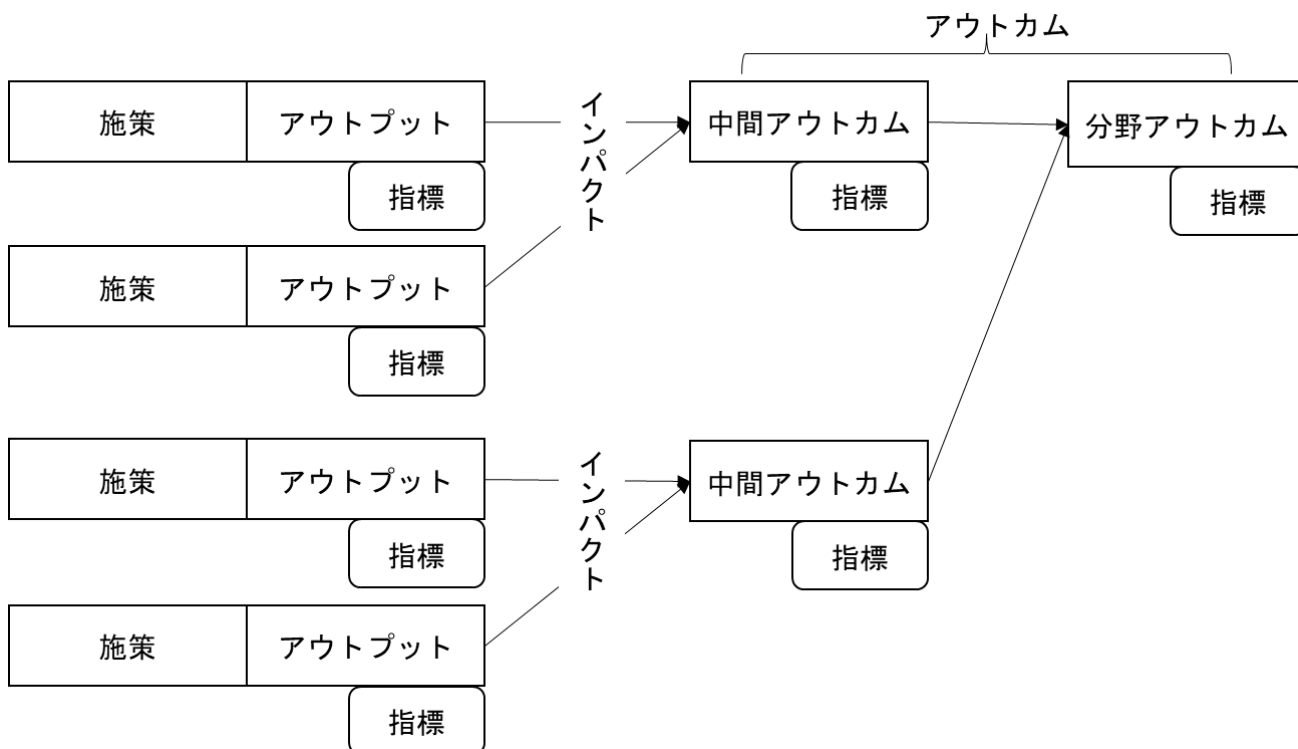 アウトカム
施策
アウトプット
インパクト
中間アウトカム
分野アウトカム
指標
指標
指標
施策
アウトプット
指標
施策
アウトプット
インパクト
中間アウトカム
指標
指標
施策
アウトプット
指標